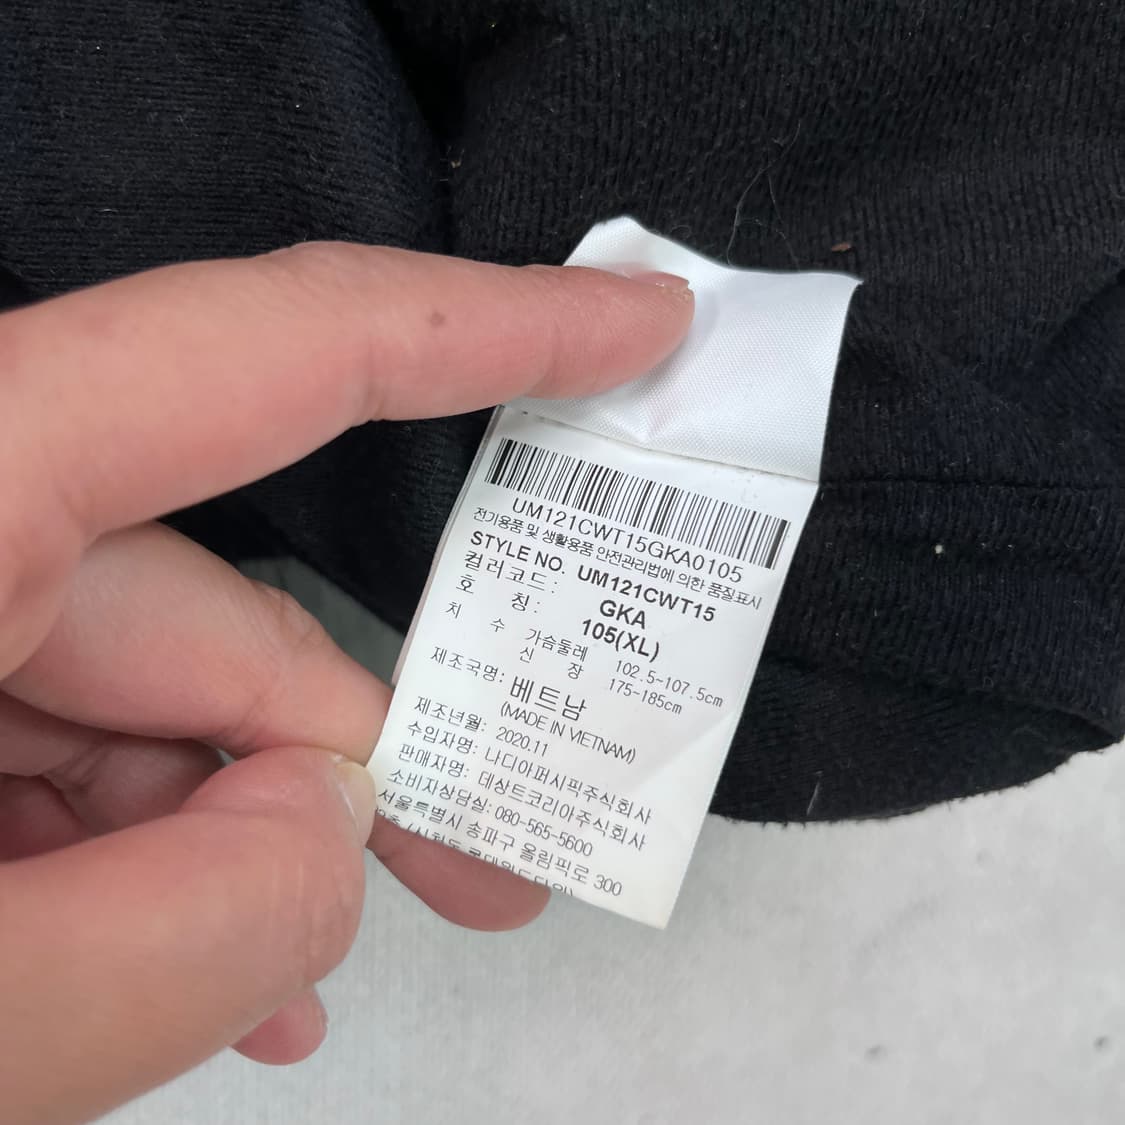 UM121CWT15GKA0105
전기용품 및 생활용품 안전관리법에 의한 품질표시
STYLE NO. UM121CWT15
컬러코드: GKA
호 칭: 105(XL)
치 수 가슴둘레 102.5~107.5cm
신 장 175-185cm
제조국명: 베트남
(MADE IN VIETNAM)
제조년월: 2020.11
수입자명: 나디아퍼시픽주식회사
판매자명: 데상트코리아주식회사
소비자상담실: 080-565-5600
서울특별시 송파구 올림픽로 300